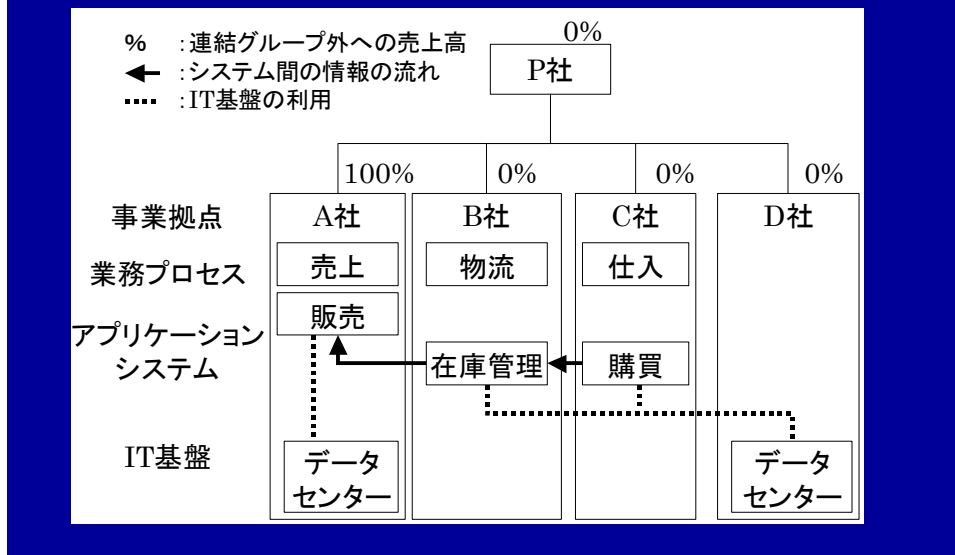 % :連結グループ外への売上高
:システム間の情報の流れ
:IT基盤の利用
0%
P社
100%
0%
0%
0%
事業拠点
A社
B社
C社
D社
業務プロセス
売上
物流
仕入
アプリケーション
システム
販売
在庫管理
購買
IT基盤
データ
センター
データ
センター